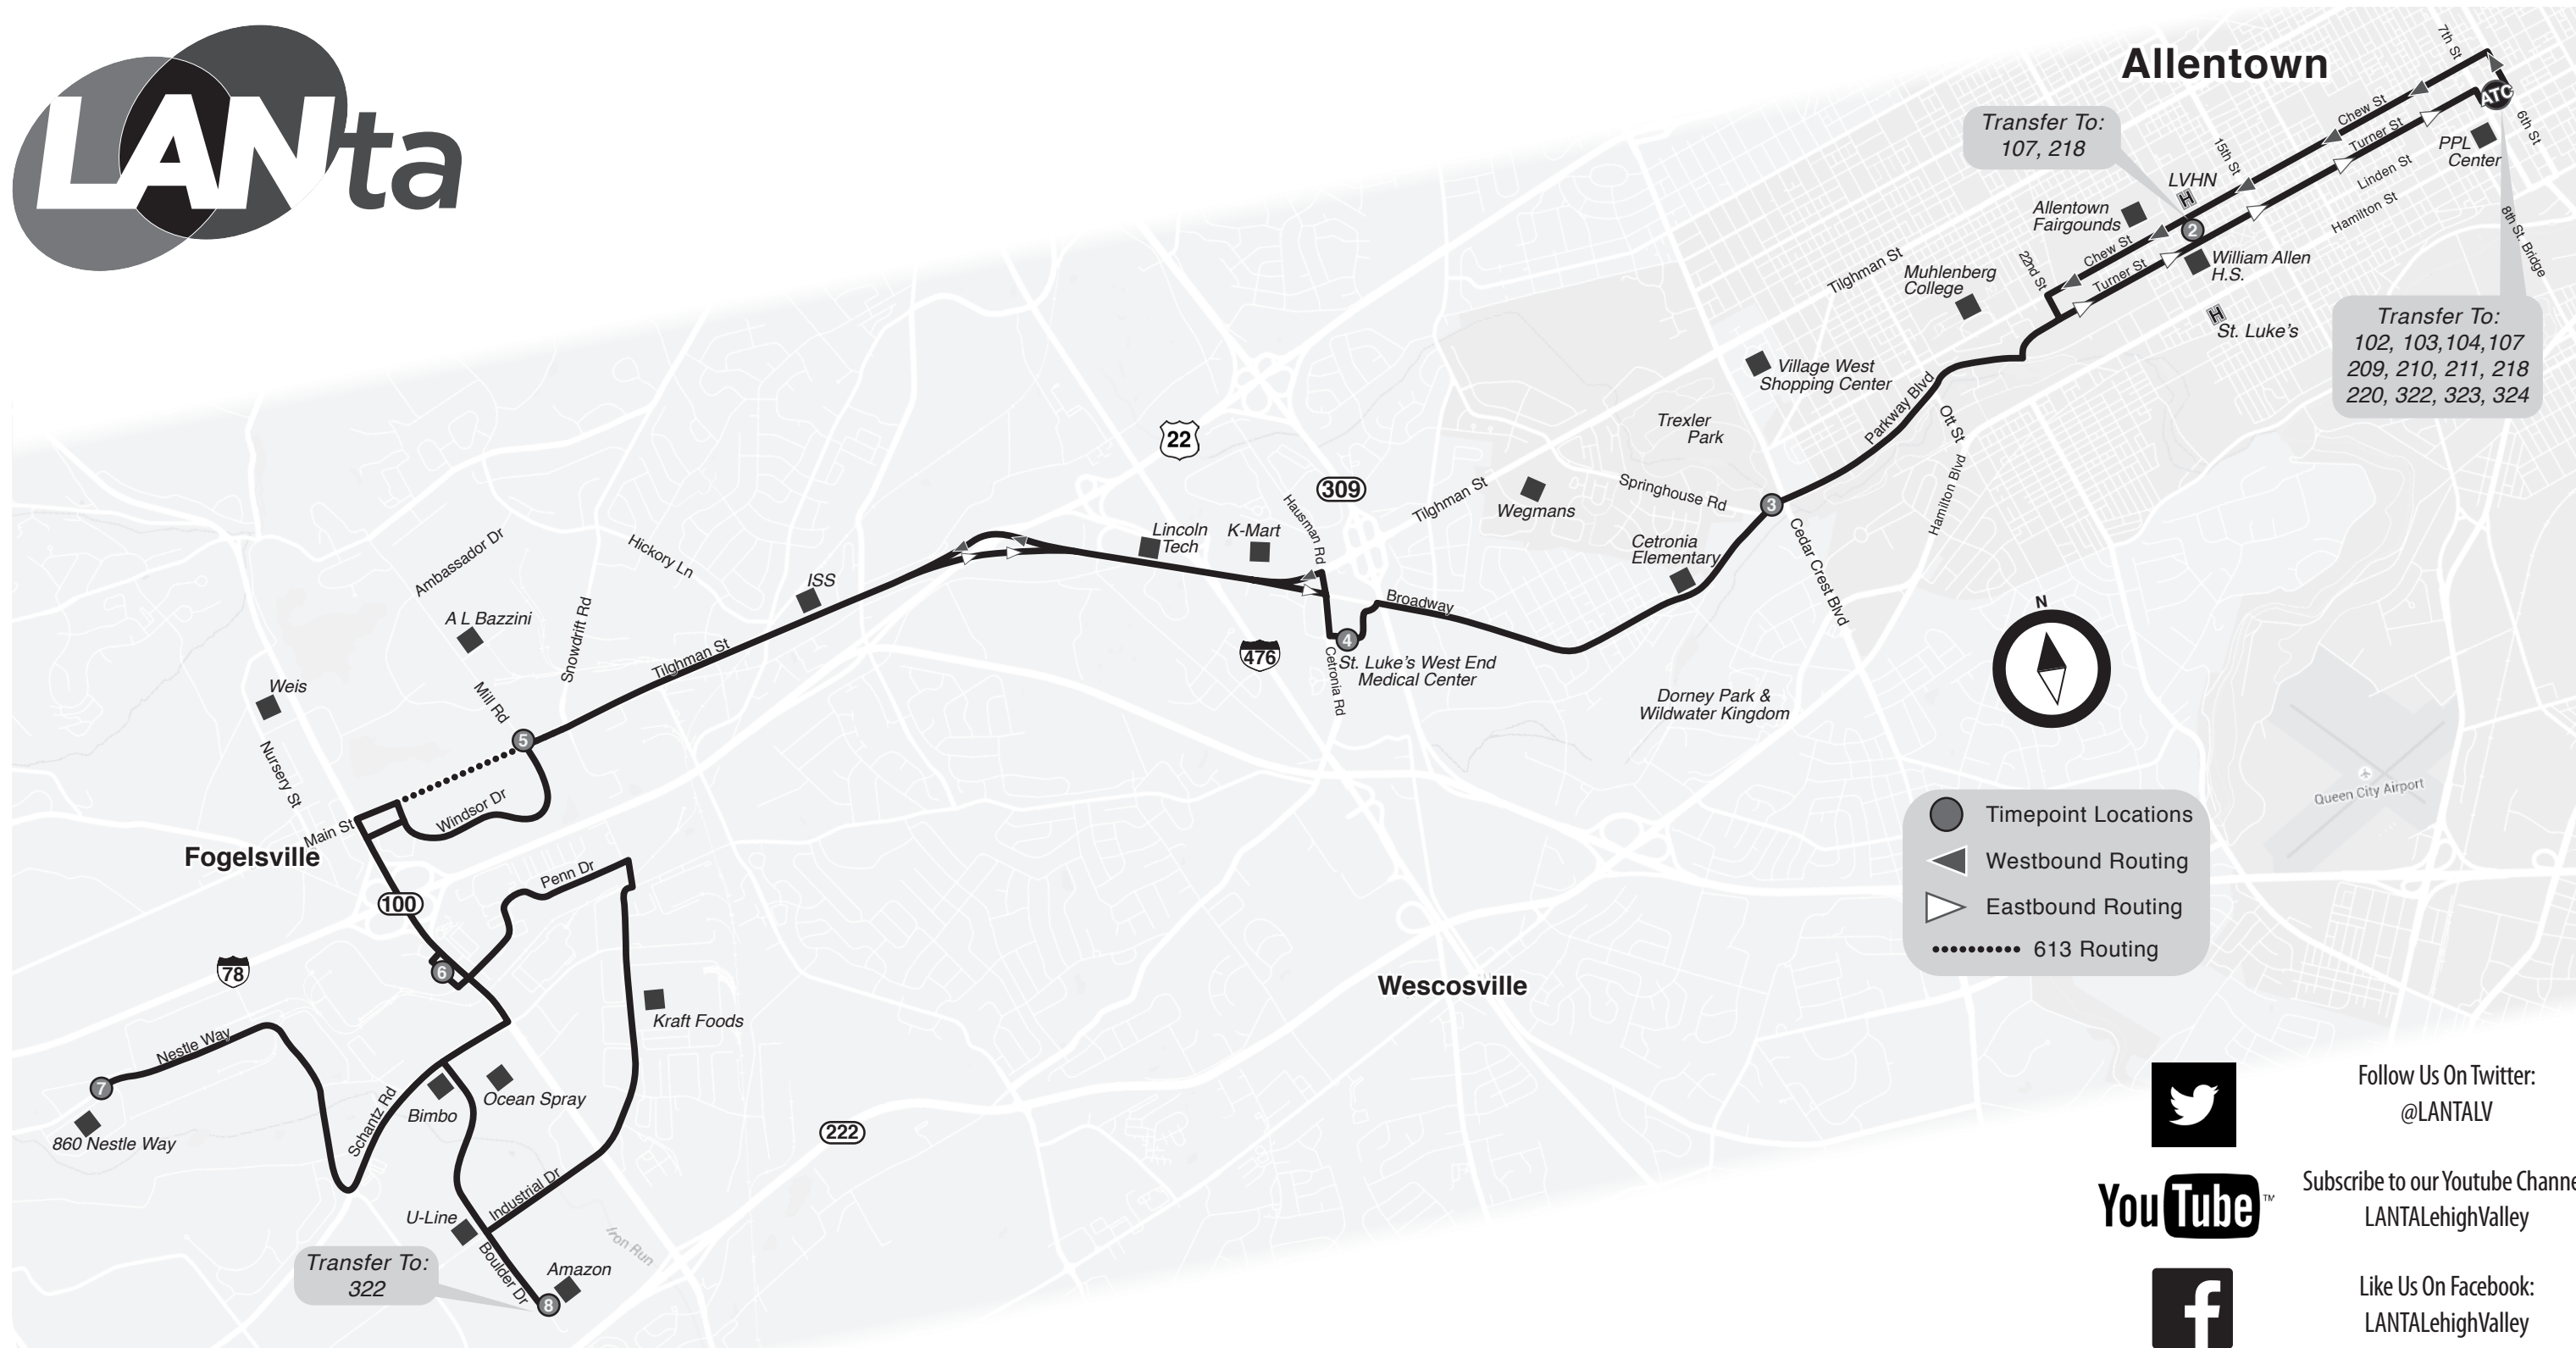 LANta
Allentown
7th St
ATC
6th St
Chew St
Turner St
Linden St
Hamilton St
15th St
PPL
Center
8th St. Bridge
Transfer To:
107, 218
LVHN
H
2
Allentown
Fairgounds
Chew St
Turner St
22nd St
William Allen
H.S.
H
St. Luke's
Transfer To:
102, 103,104,107
209, 210, 211, 218
220, 322, 323, 324
Tilghman St
Muhlenberg
College
Village West
Shopping Center
Parkway Blvd
Ott St
Hamilton Blvd
Trexler
Park
Springhouse Rd
3
Cedar Crest Blvd
Cetronia
Elementary
Wegmans
Tilghman St
22
309
Hausman Rd
K-Mart
Lincoln
Tech
Broadway
4
St. Luke's West End
Medical Center
Cetronia Rd
476
Dorney Park &
Wildwater Kingdom
N
Queen City Airport
Ambassador Dr
Hickory Ln
ISS
A L Bazzini
Snowdrift Rd
Tilghman St
Weis
Mill Rd
5
Nursery St
Windsor Dr
Main St
Fogelsville
Penn Dr
100
6
78
Kraft Foods
Nestle Way
7
860 Nestle Way
Schantz Rd
Bimbo
Ocean Spray
222
Wescosville
Industrial Dr
U-Line
Iron Run
Boulder Dr
Amazon
8
Transfer To:
322
Timepoint Locations
Westbound Routing
Eastbound Routing
613 Routing
Follow Us On Twitter:
@LANTALV
YouTube TM
Subscribe to our Youtube Channe
LANTALehighValley
f
Like Us On Facebook:
LANTALehighValley